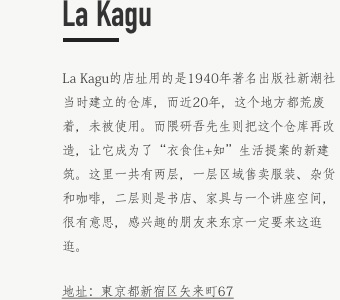 La Kagu
La Kagu的店址用的是1940年著名出版社新潮社
当时建立的仓库，而近20年，这个地方都荒废
着，未被使用。而隈研吾先生则把这个仓库再改
造，让它成为了“衣食住+知”生活提案的新建
筑。这里一共有两层，一层区域售卖服装、杂货
和咖啡，二层则是书店、家具与一个讲座空间，
很有意思，感兴趣的朋友来东京一定要来这逛
逛。
地址：東京都新宿区矢来町67